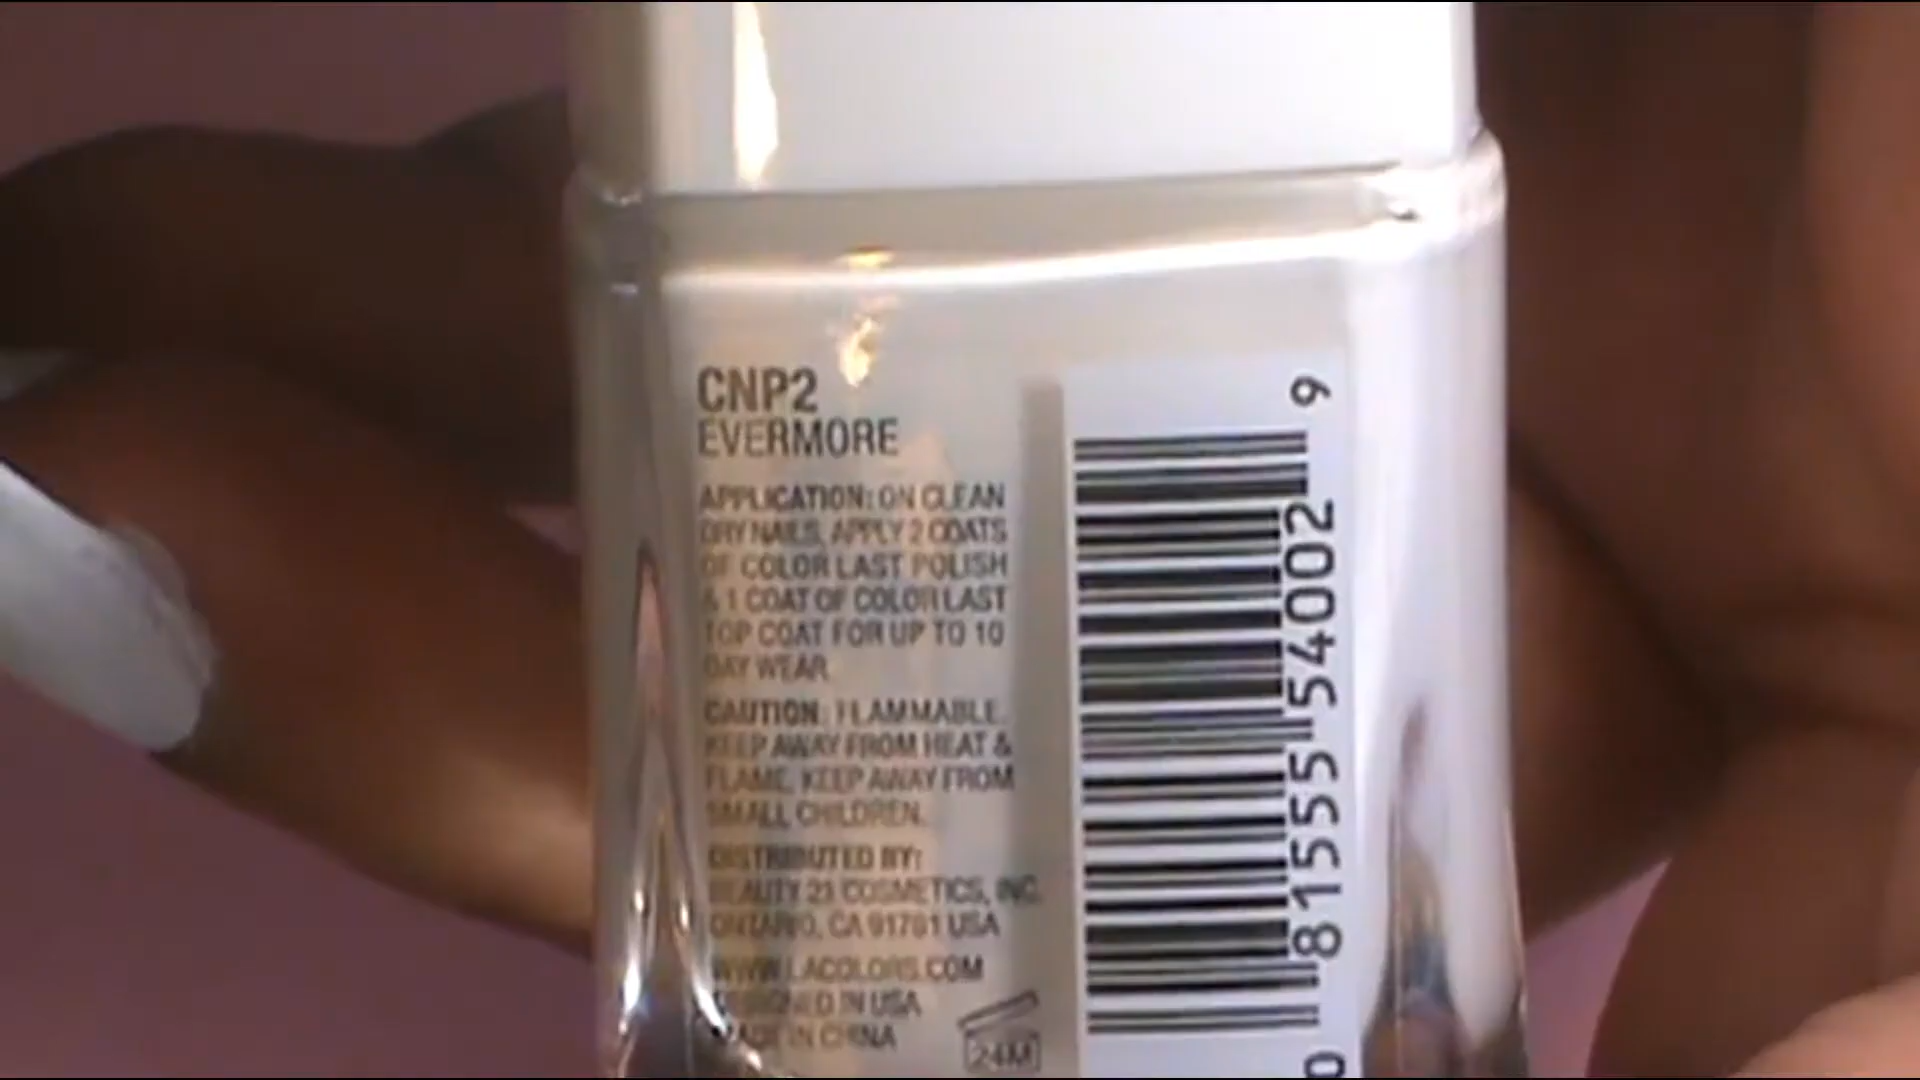 CNP2
EVERMORE
APPLICATION: ON CLEAN
DRY NAILS, APPLY 2 COATS
OF COLOR LAST POLISH
& 1 COAT OF COLOR LAST
TOP COAT FOR UP TO 10
DAY WEAR.
CAUTION: FLAMMABLE.
KEEP AWAY FROM HEAT &
FLAME. KEEP AWAY FROM
SMALL CHILDREN.
DISTRIBUTED BY:
BEAUTY 21 COSMETICS, INC.
ONTARIO, CA 91761 USA
WWW.LACOLORS.COM
DESIGNED IN USA
MADE IN CHINA
24M
0 81555 54002 9